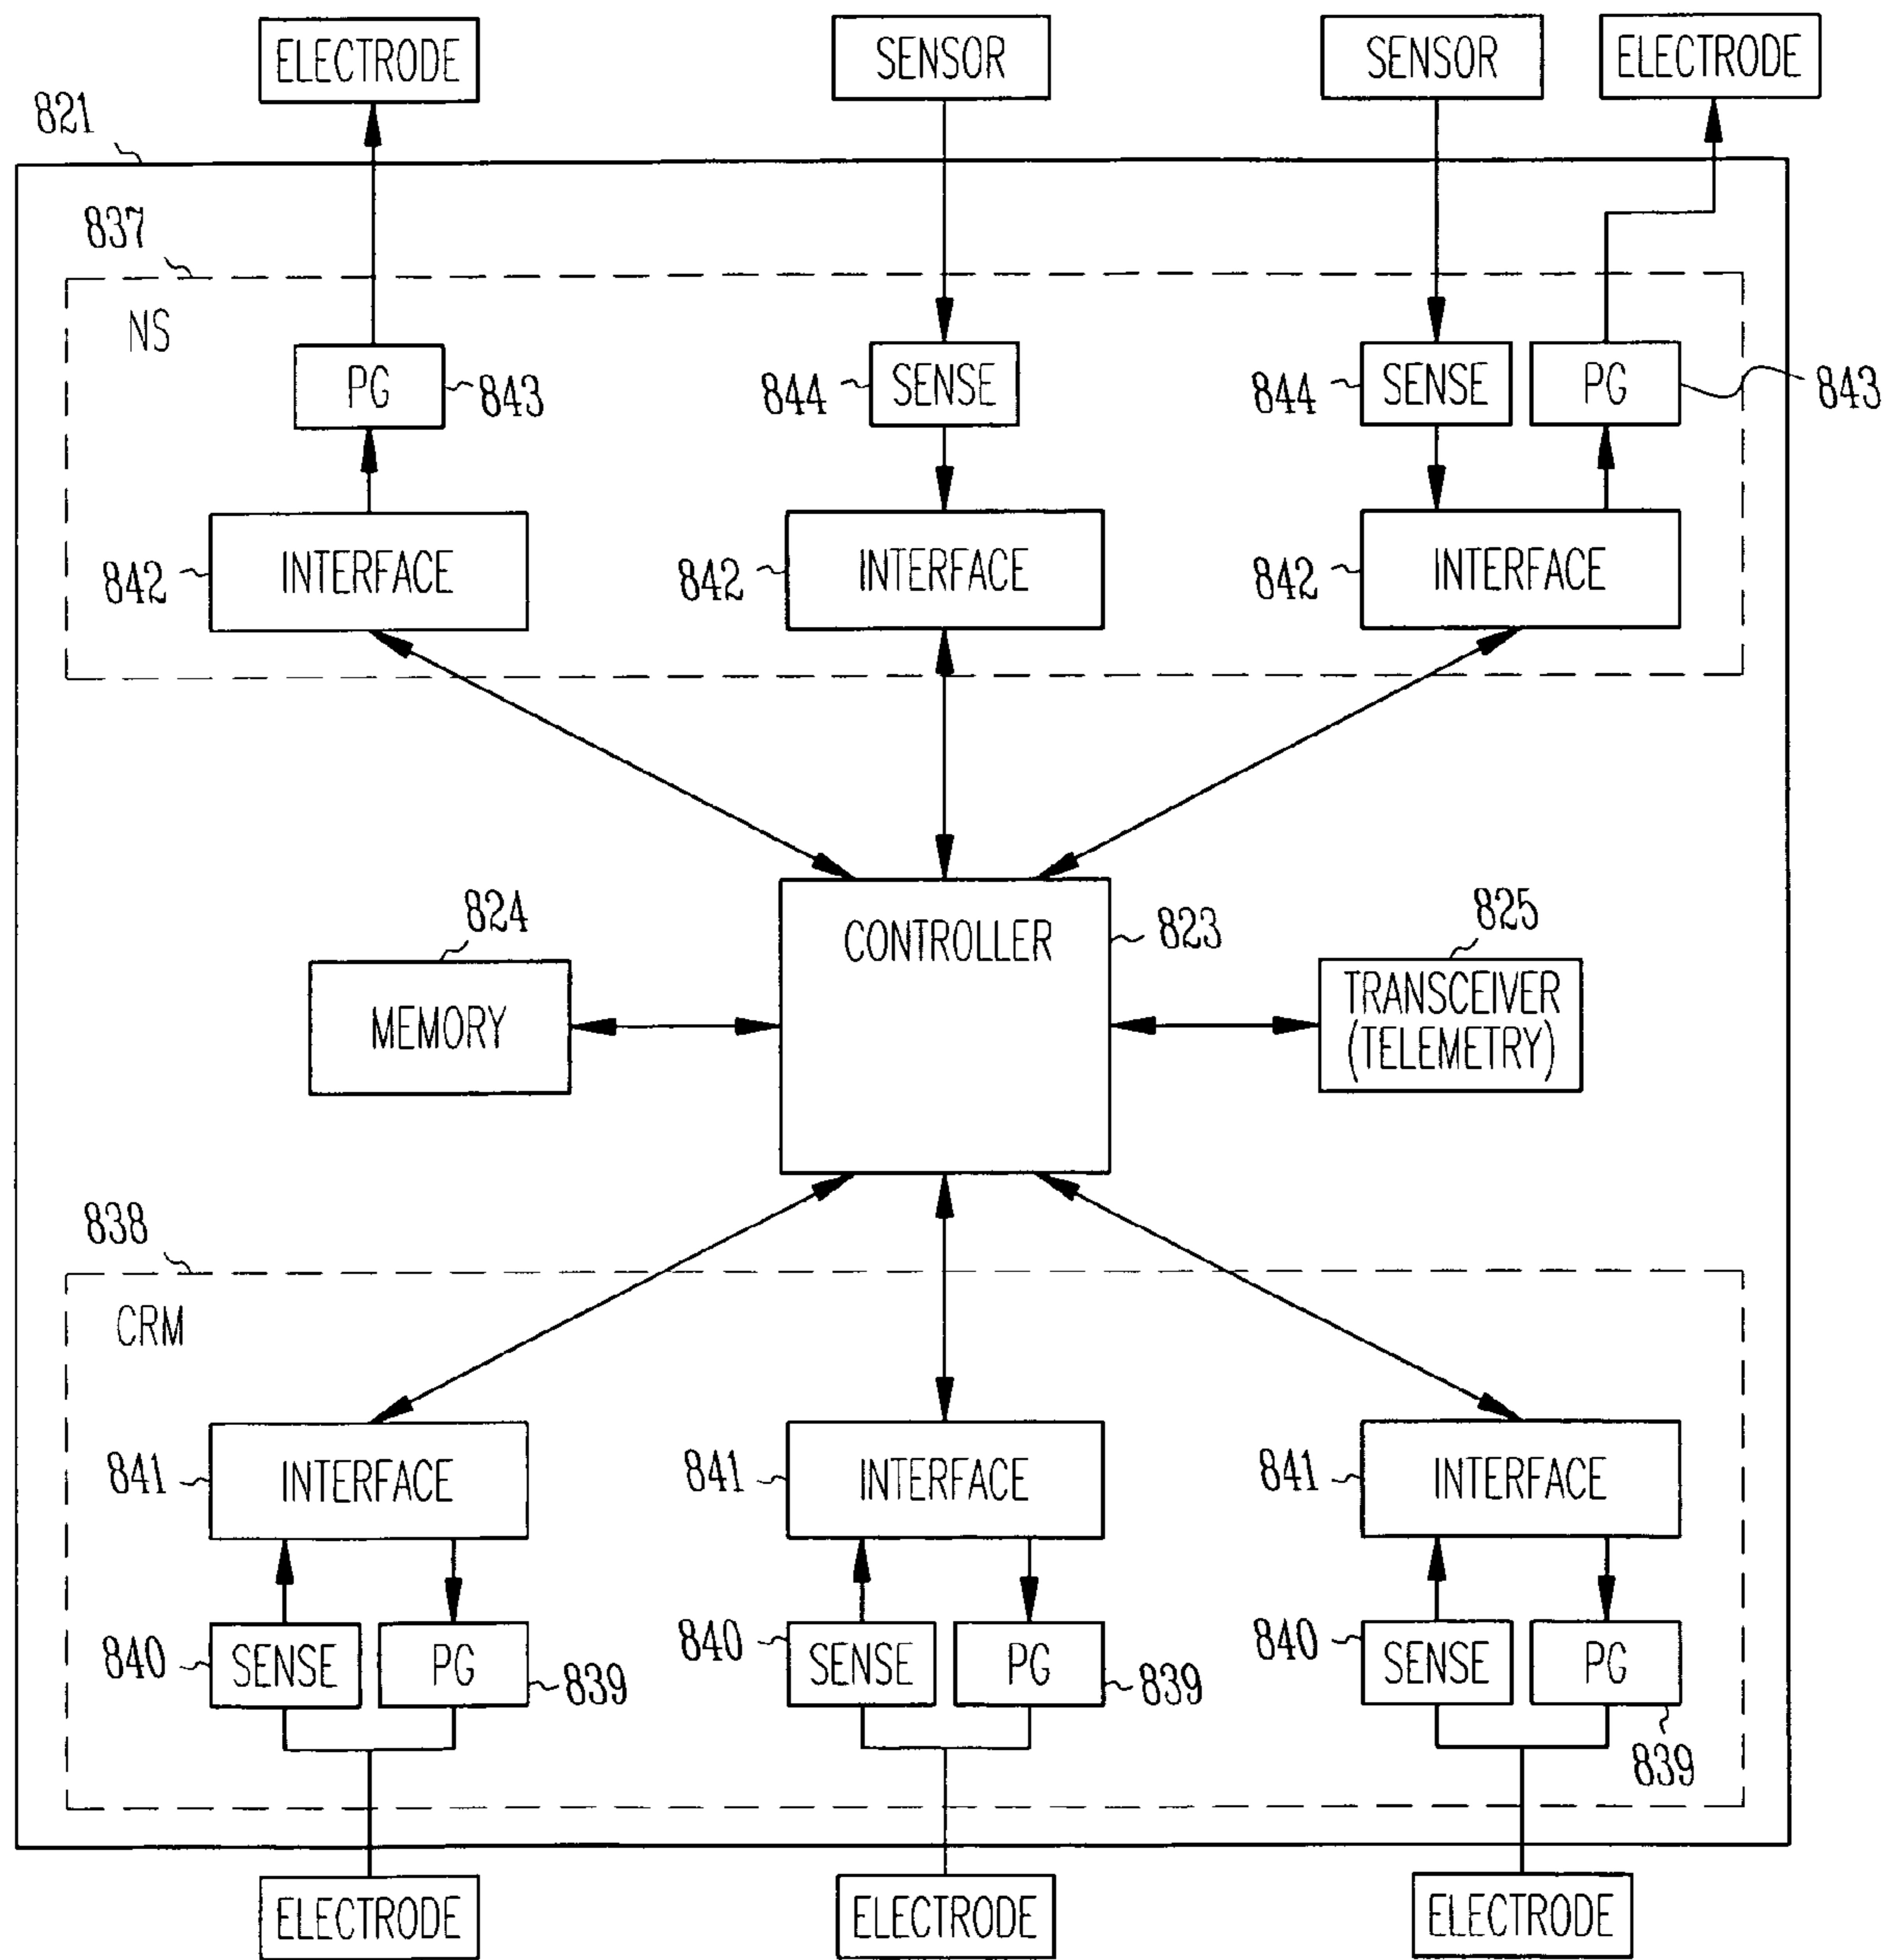 ELECTRODE
SENSOR
SENSOR
ELECTRODE
821
837
NS
PG
843
844
SENSE
844
SENSE
PG
843
842
INTERFACE
842
INTERFACE
842
INTERFACE
824
MEMORY
CONTROLLER
823
825
TRANSCEIVER
(TELEMETRY)
838
CRM
841
INTERFACE
841
INTERFACE
841
INTERFACE
840
SENSE
PG
839
840
SENSE
PG
839
840
SENSE
PG
839
ELECTRODE
ELECTRODE
ELECTRODE